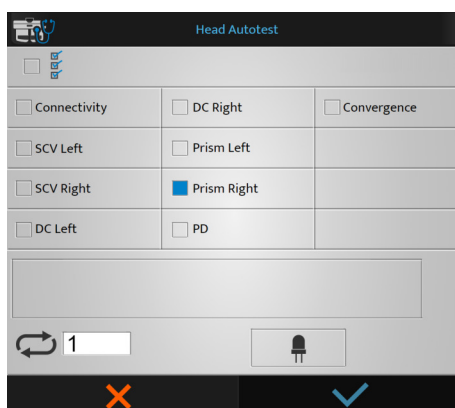 Head Autotest
Connectivity
DC Right
Convergence
SCV Left
Prism Left
SCV Right
Prism Right
DC Left
PD
1